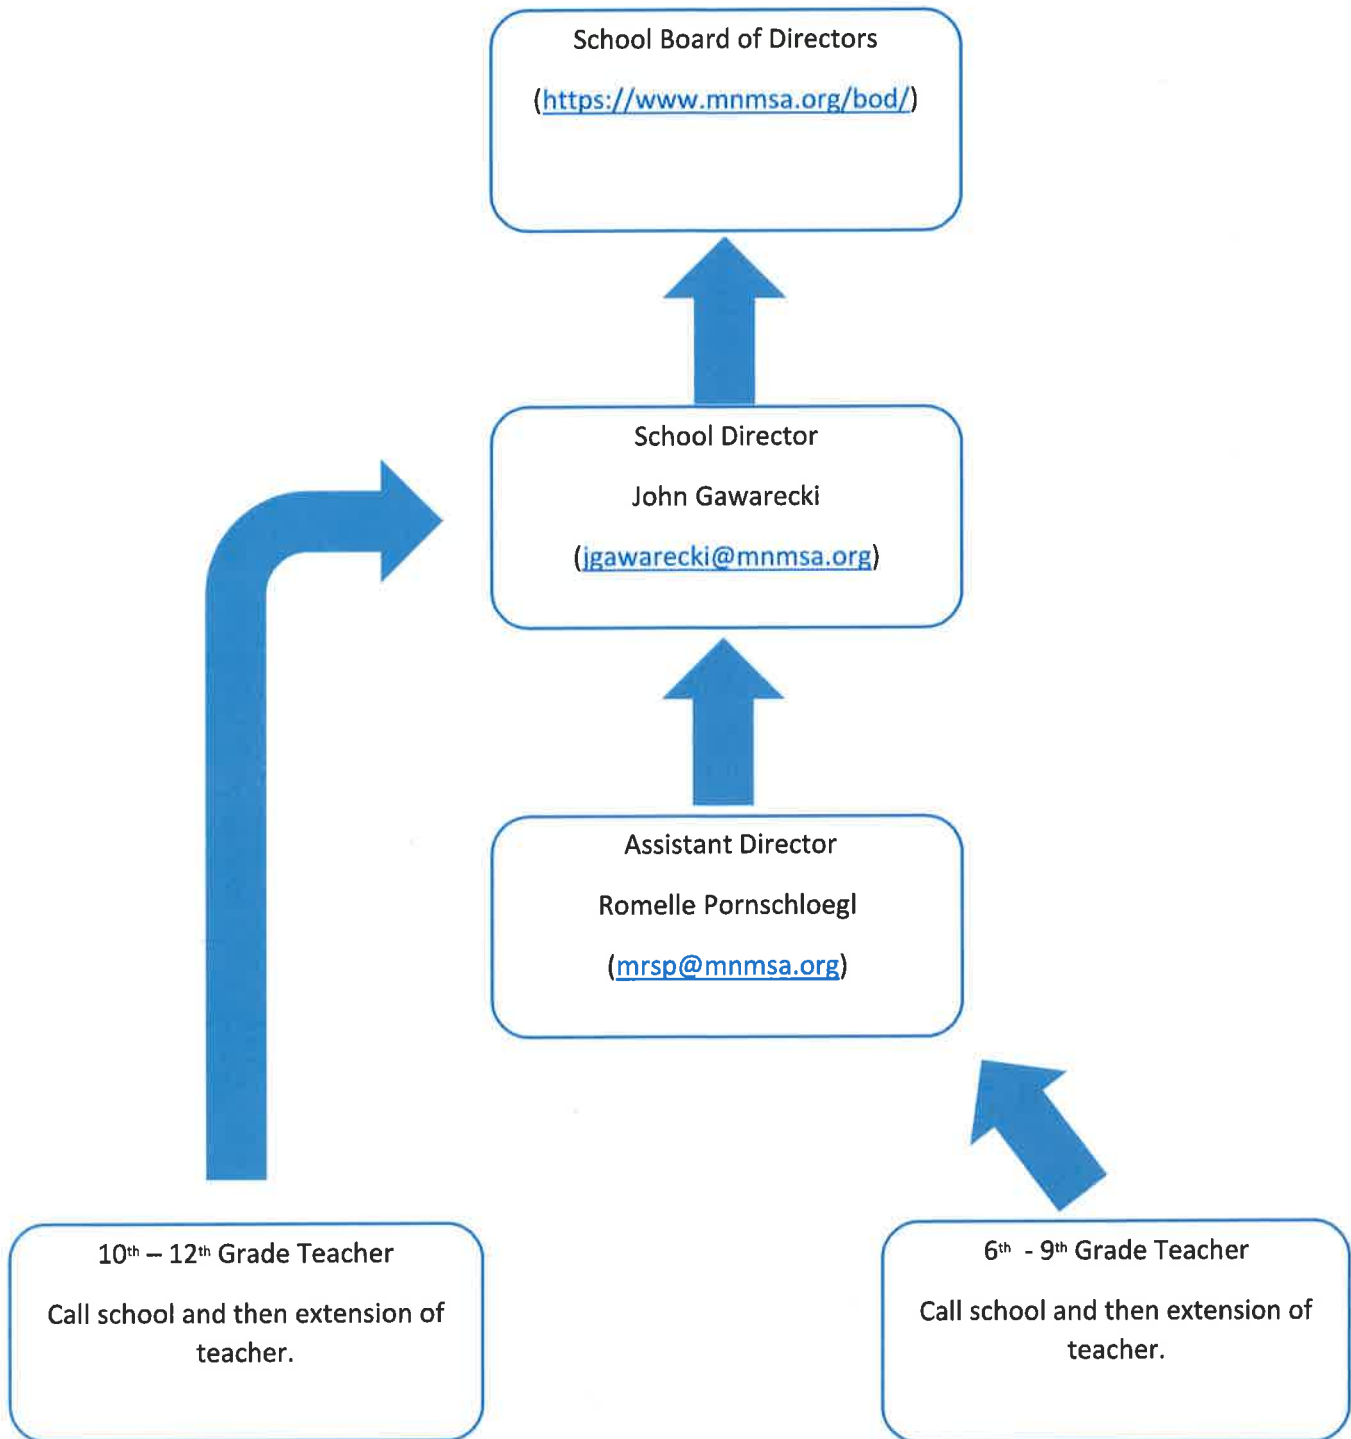 School Board of Directors
(https://www.mnmsa.org/bod/)
School Director
John Gawarecki
(jgawarecki@mnmsa.org)
Assistant Director
Romelle Pornschloegl
(mrsp@mnmsa.org)
10th – 12th Grade Teacher
Call school and then extension of
teacher.
6th - 9th Grade Teacher
Call school and then extension of
teacher.